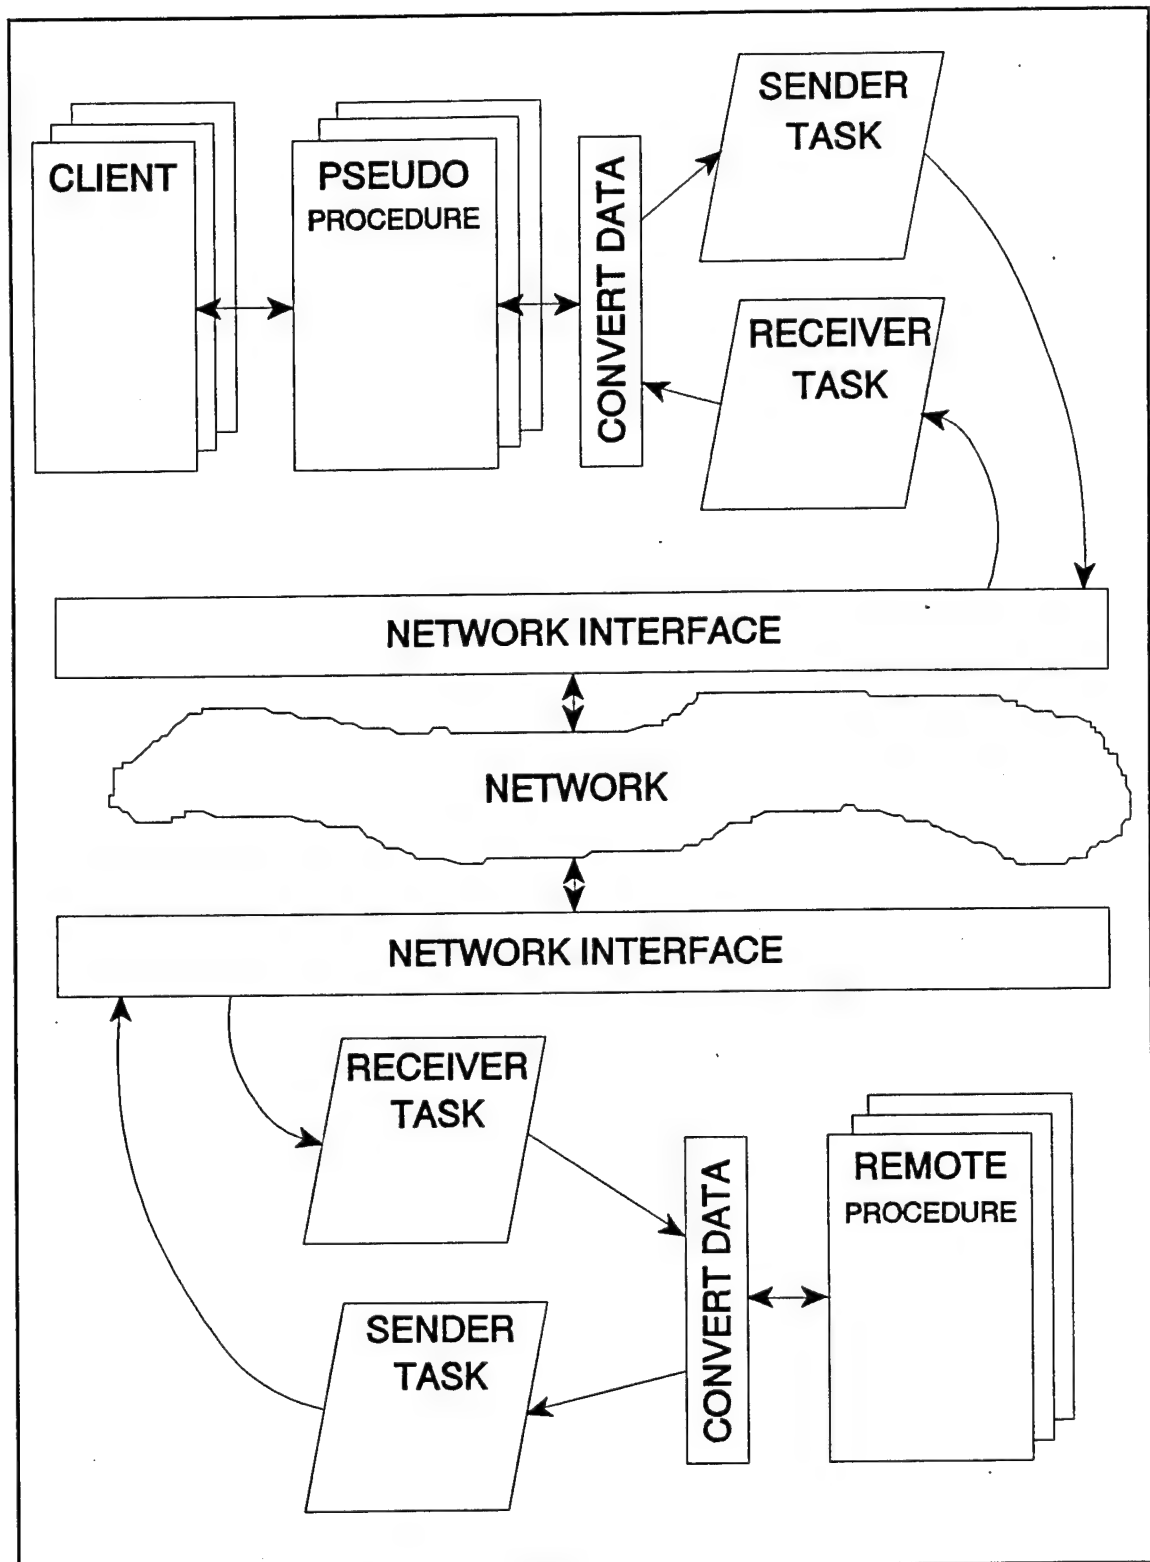 CLIENT
PSEUDO
PROCEDURE
CONVERT DATA
SENDER
TASK
RECEIVER
TASK
NETWORK INTERFACE
NETWORK
NETWORK INTERFACE
RECEIVER
TASK
SENDER
TASK
CONVERT DATA
REMOTE
PROCEDURE